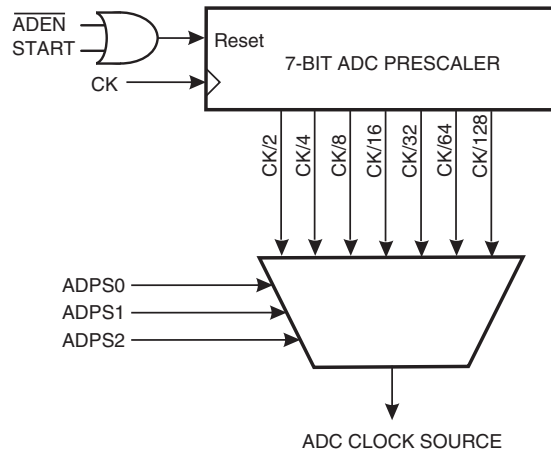 ADEN
START
Reset
7-BIT ADC PRESCALER
CK
CK/2
CK/4
CK/8
CK/16
CK/32
CK/64
CK/128
ADPS0
ADPS1
ADPS2
ADC CLOCK SOURCE